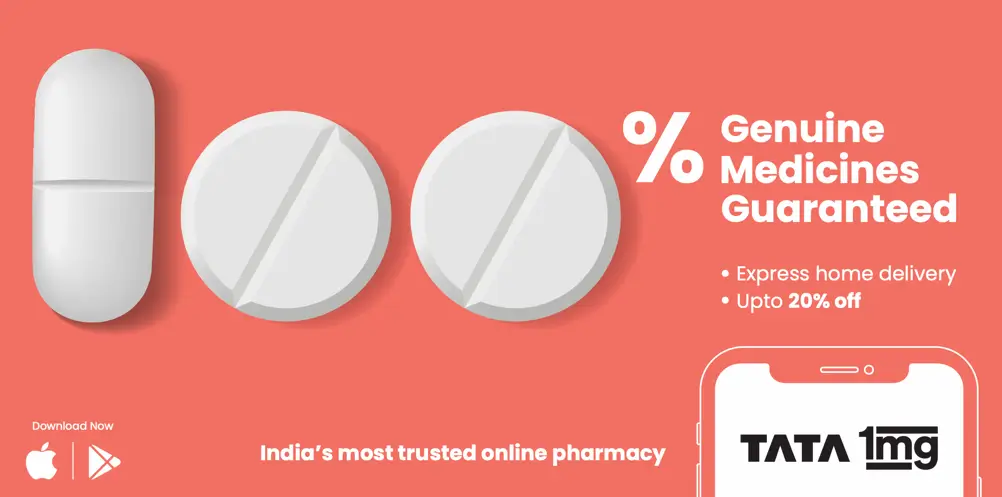 %
Genuine
Medicines
Guaranteed
• Express home delivery
• Upto 20% off
Download Now
India's most trusted online pharmacy
TATA 1mg